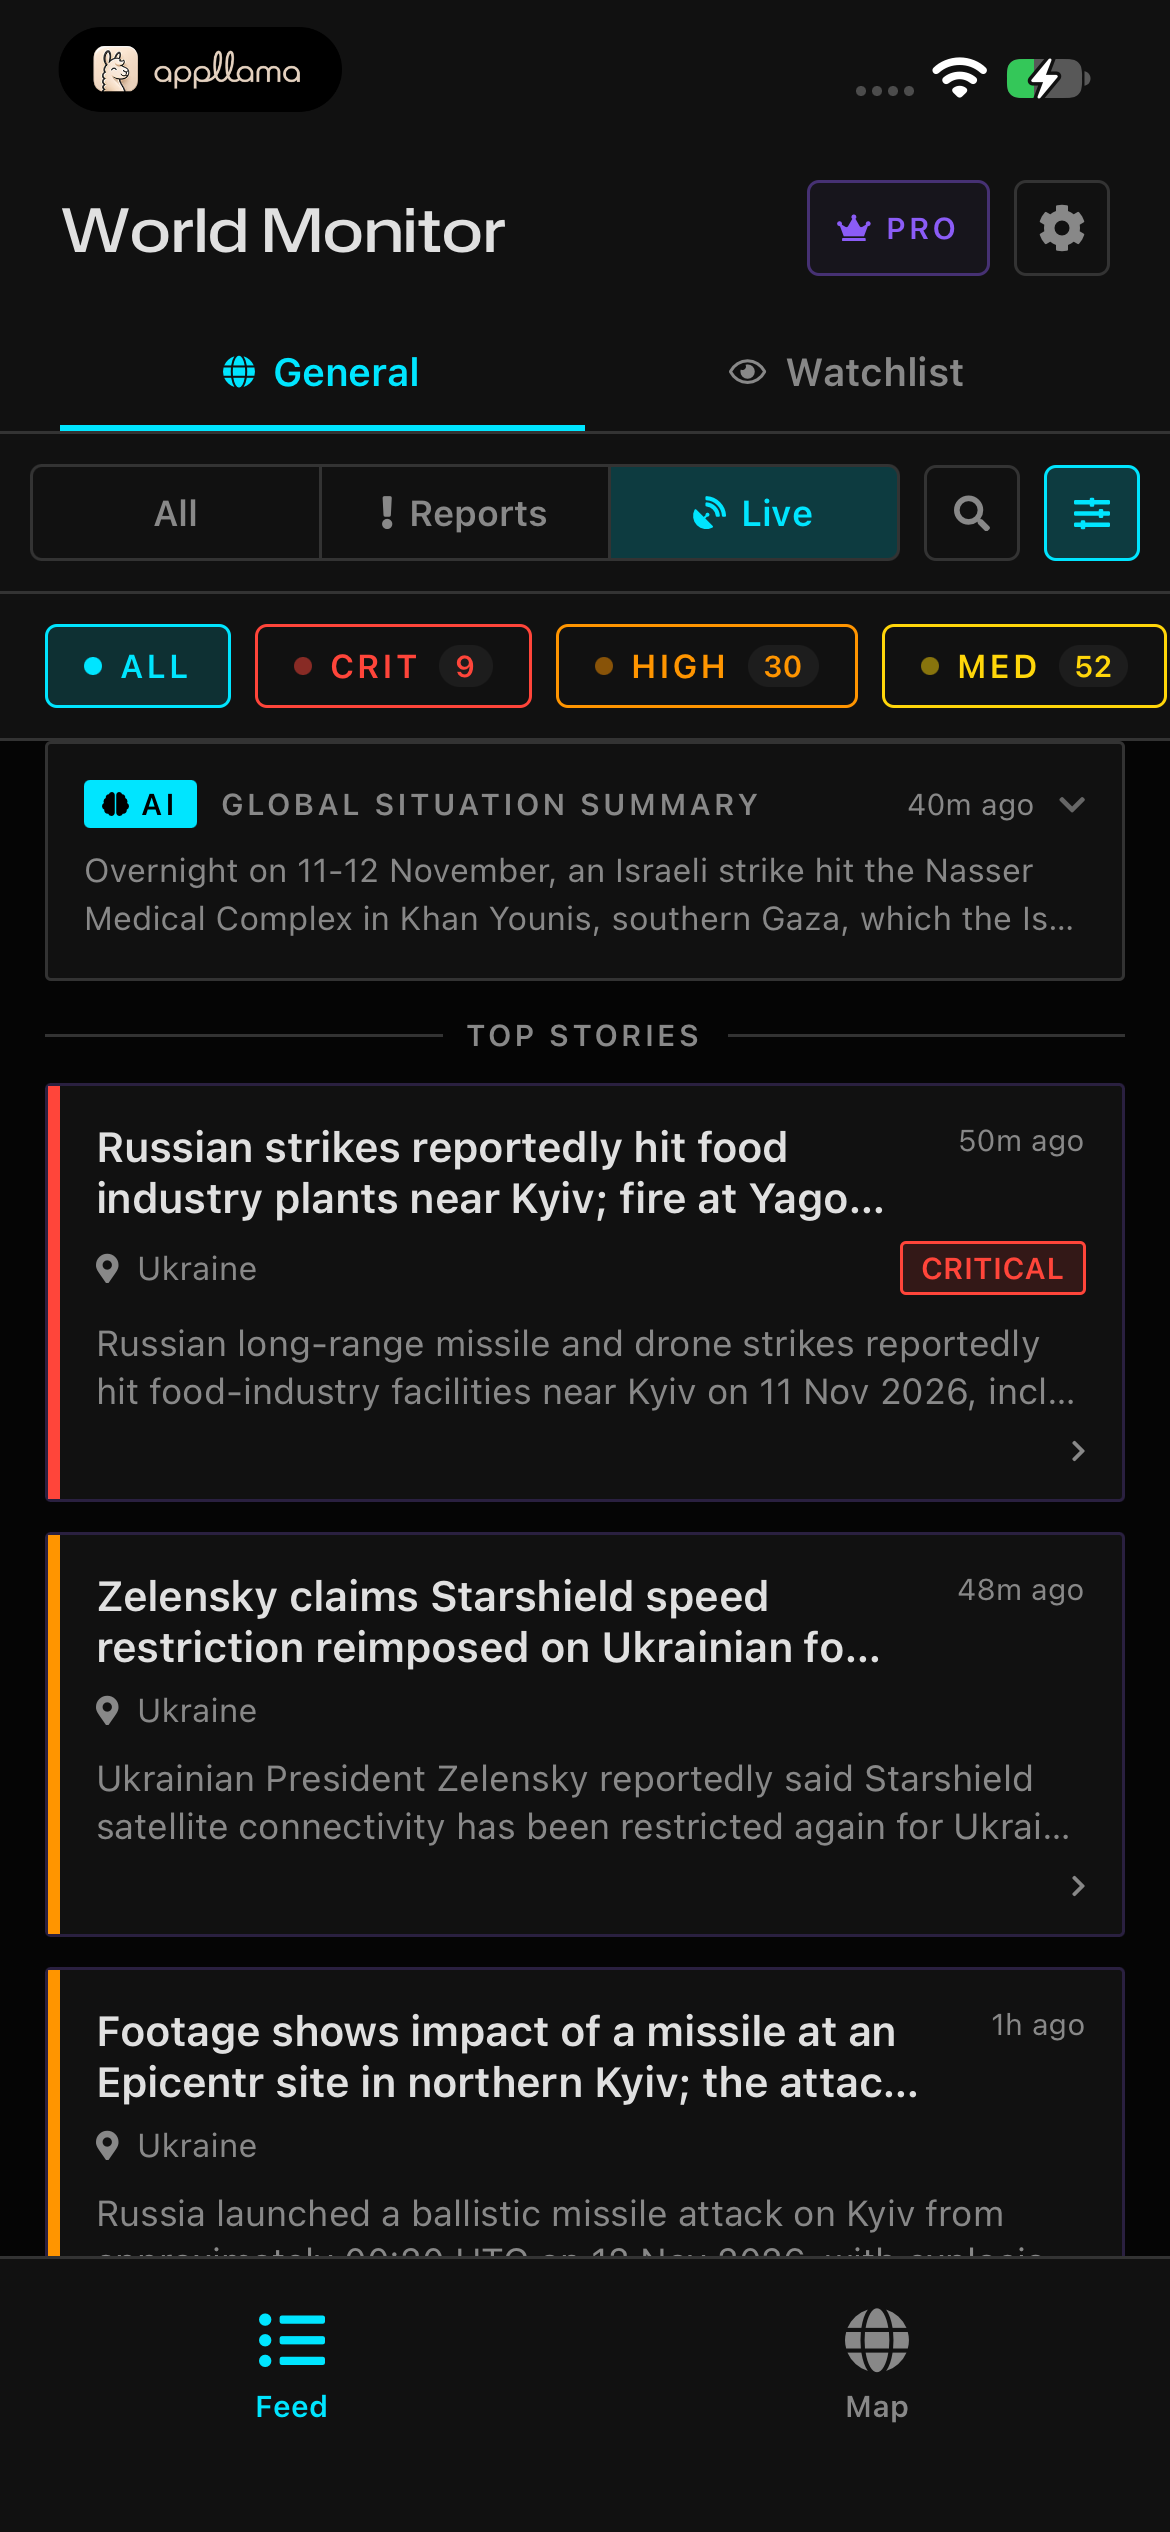 appllama
World Monitor
PRO
General
Watchlist
All
Reports
Live
ALL
CRIT 9
HIGH 30
MED 52
AI GLOBAL SITUATION SUMMARY 40m ago
Overnight on 11-12 November, an Israeli strike hit the Nasser
Medical Complex in Khan Younis, southern Gaza, which the Is...
TOP STORIES
Russian strikes reportedly hit food
50m ago
industry plants near Kyiv; fire at Yago...
Ukraine
CRITICAL
Russian long-range missile and drone strikes reportedly
hit food-industry facilities near Kyiv on 11 Nov 2026, incl...
Zelensky claims Starshield speed
48m ago
restriction reimposed on Ukrainian fo...
Ukraine
Ukrainian President Zelensky reportedly said Starshield
satellite connectivity has been restricted again for Ukrai...
Footage shows impact of a missile at an
1h ago
Epicentr site in northern Kyiv; the attac...
Ukraine
Russia launched a ballistic missile attack on Kyiv from
Feed
Map